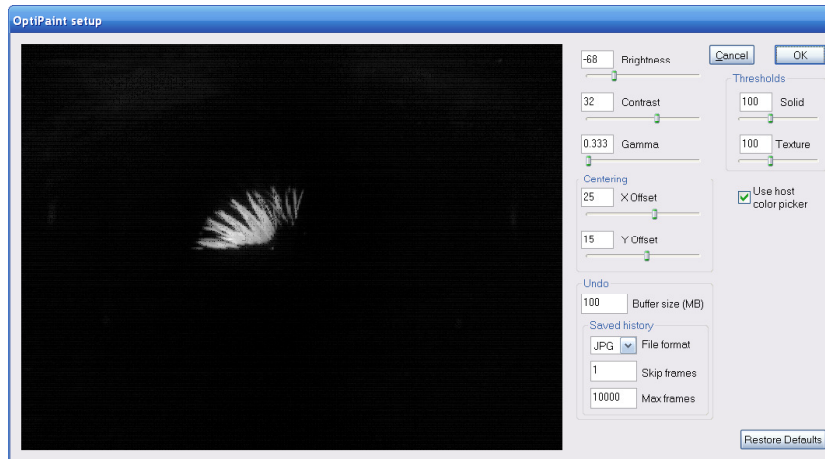 OptiPaint setup
-68 Brightness
Cancel
OK
Thresholds
32 Contrast
100 Solid
0.333 Gamma
100 Texture
Centering
25 X Offset
Use host
color picker
15 Y Offset
Undo
100 Buffer size (MB)
Saved history
JPG File format
1 Skip frames
10000 Max frames
Restore Defaults